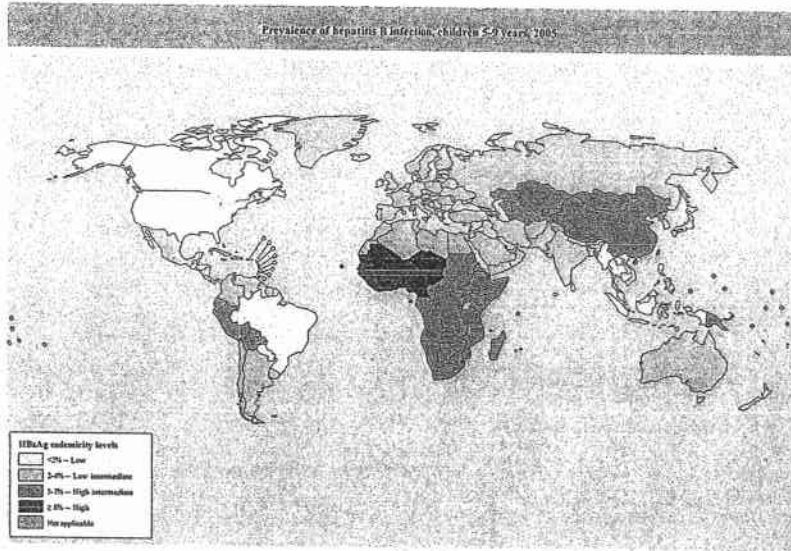 Prevalence of hepatitis B infection, children 5-9 years, 2005
HBsAg endemicity levels
<2% – Low
2-4% – Low intermediate
5-7% – High intermediate
≥ 8% – High
Not applicable